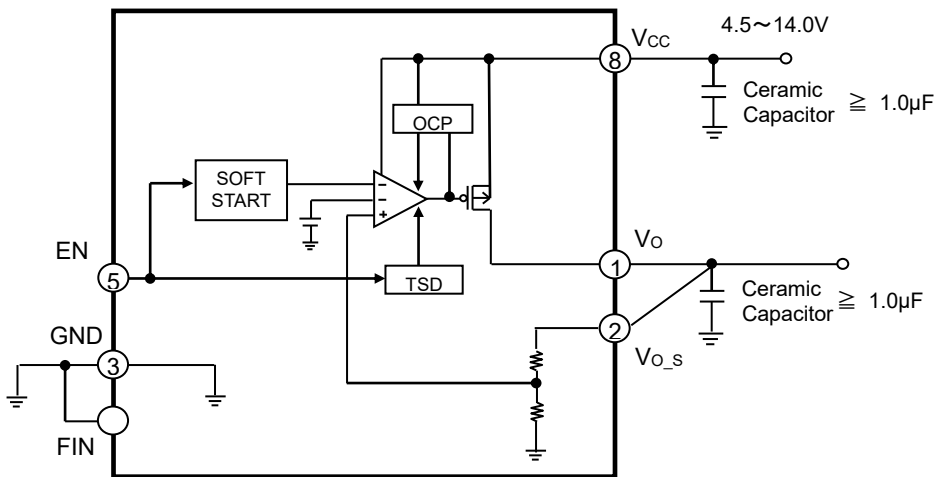 4.5～14.0V
VCC
8
Ceramic
Capacitor ≧ 1.0µF
OCP
SOFT
START
−
−
+
EN
5
TSD
VO
1
Ceramic
Capacitor ≧ 1.0µF
GND
3
2
VO_S
FIN